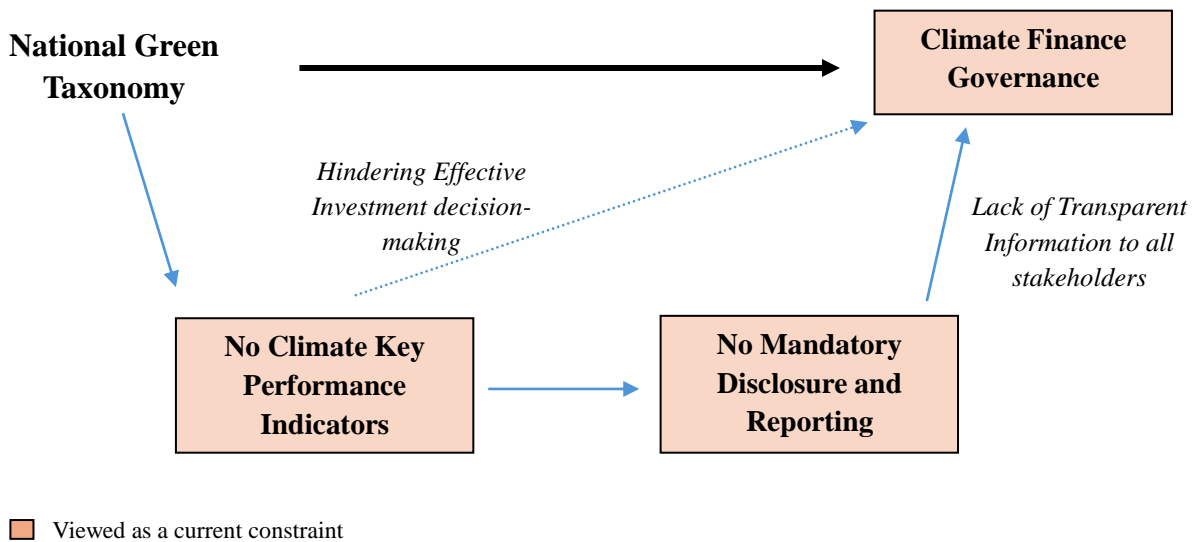 National Green
Taxonomy
Climate Finance
Governance
Hindering Effective
Investment decision-
making
Lack of Transparent
Information to all
stakeholders
No Climate Key
Performance
Indicators
No Mandatory
Disclosure and
Reporting
Viewed as a current constraint